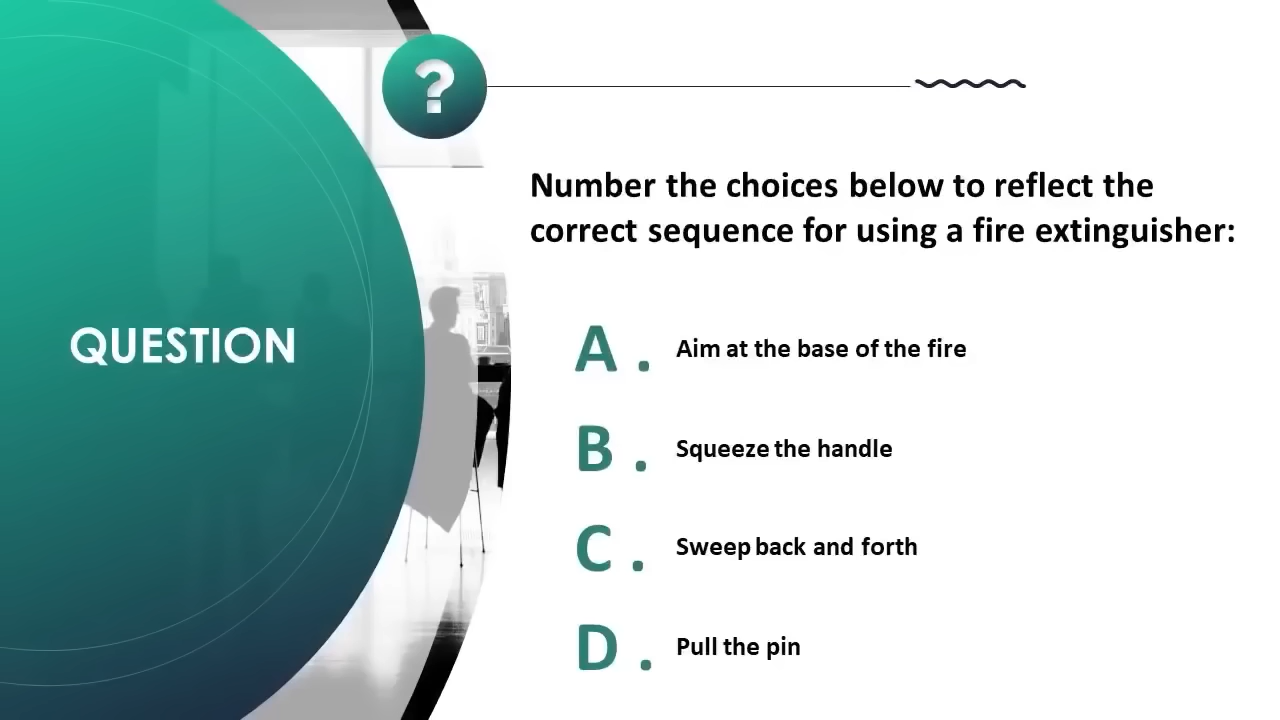 ?
Number the choices below to reflect the
correct sequence for using a fire extinguisher:
QUESTION
A. Aim at the base of the fire
B. Squeeze the handle
C. Sweep back and forth
D. Pull the pin